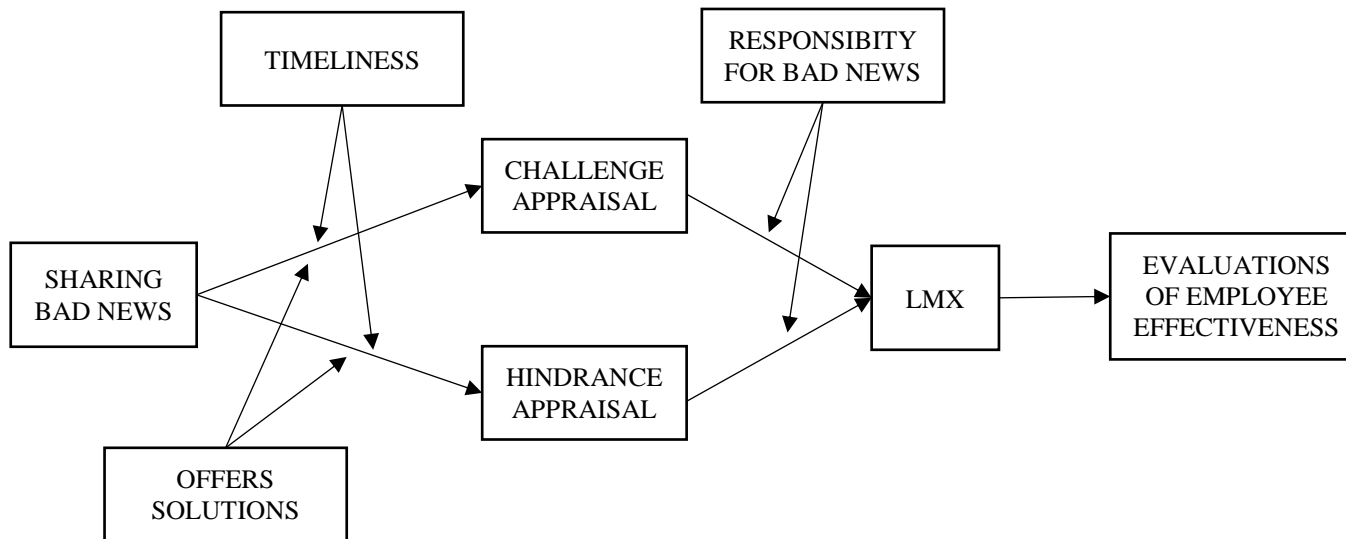 TIMELINESS
RESPONSIBITY
FOR BAD NEWS
CHALLENGE
APPRAISAL
SHARING
BAD NEWS
LMX
EVALUATIONS
OF EMPLOYEE
EFFECTIVENESS
HINDRANCE
APPRAISAL
OFFERS
SOLUTIONS